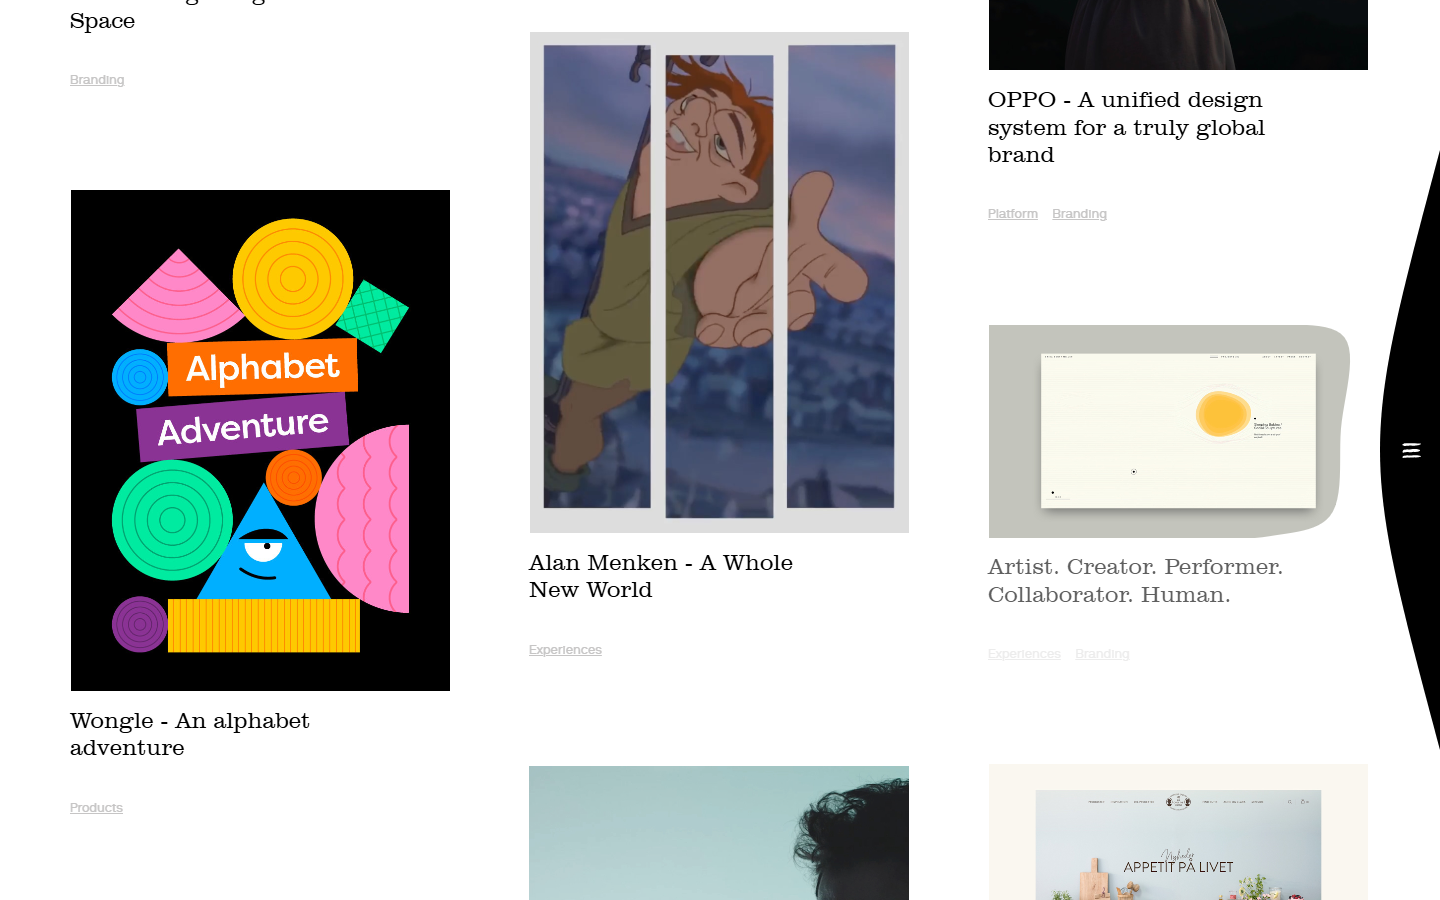 Space
Branding
Alphabet
Adventure
Wongle - An alphabet
adventure
Products
Alan Menken - A Whole
New World
Experiences
OPPO - A unified design
system for a truly global
brand
Platform Branding
Artist. Creator. Performer.
Collaborator. Human.
Experiences Branding
Nyheder
APPETIT PÅ LIVET